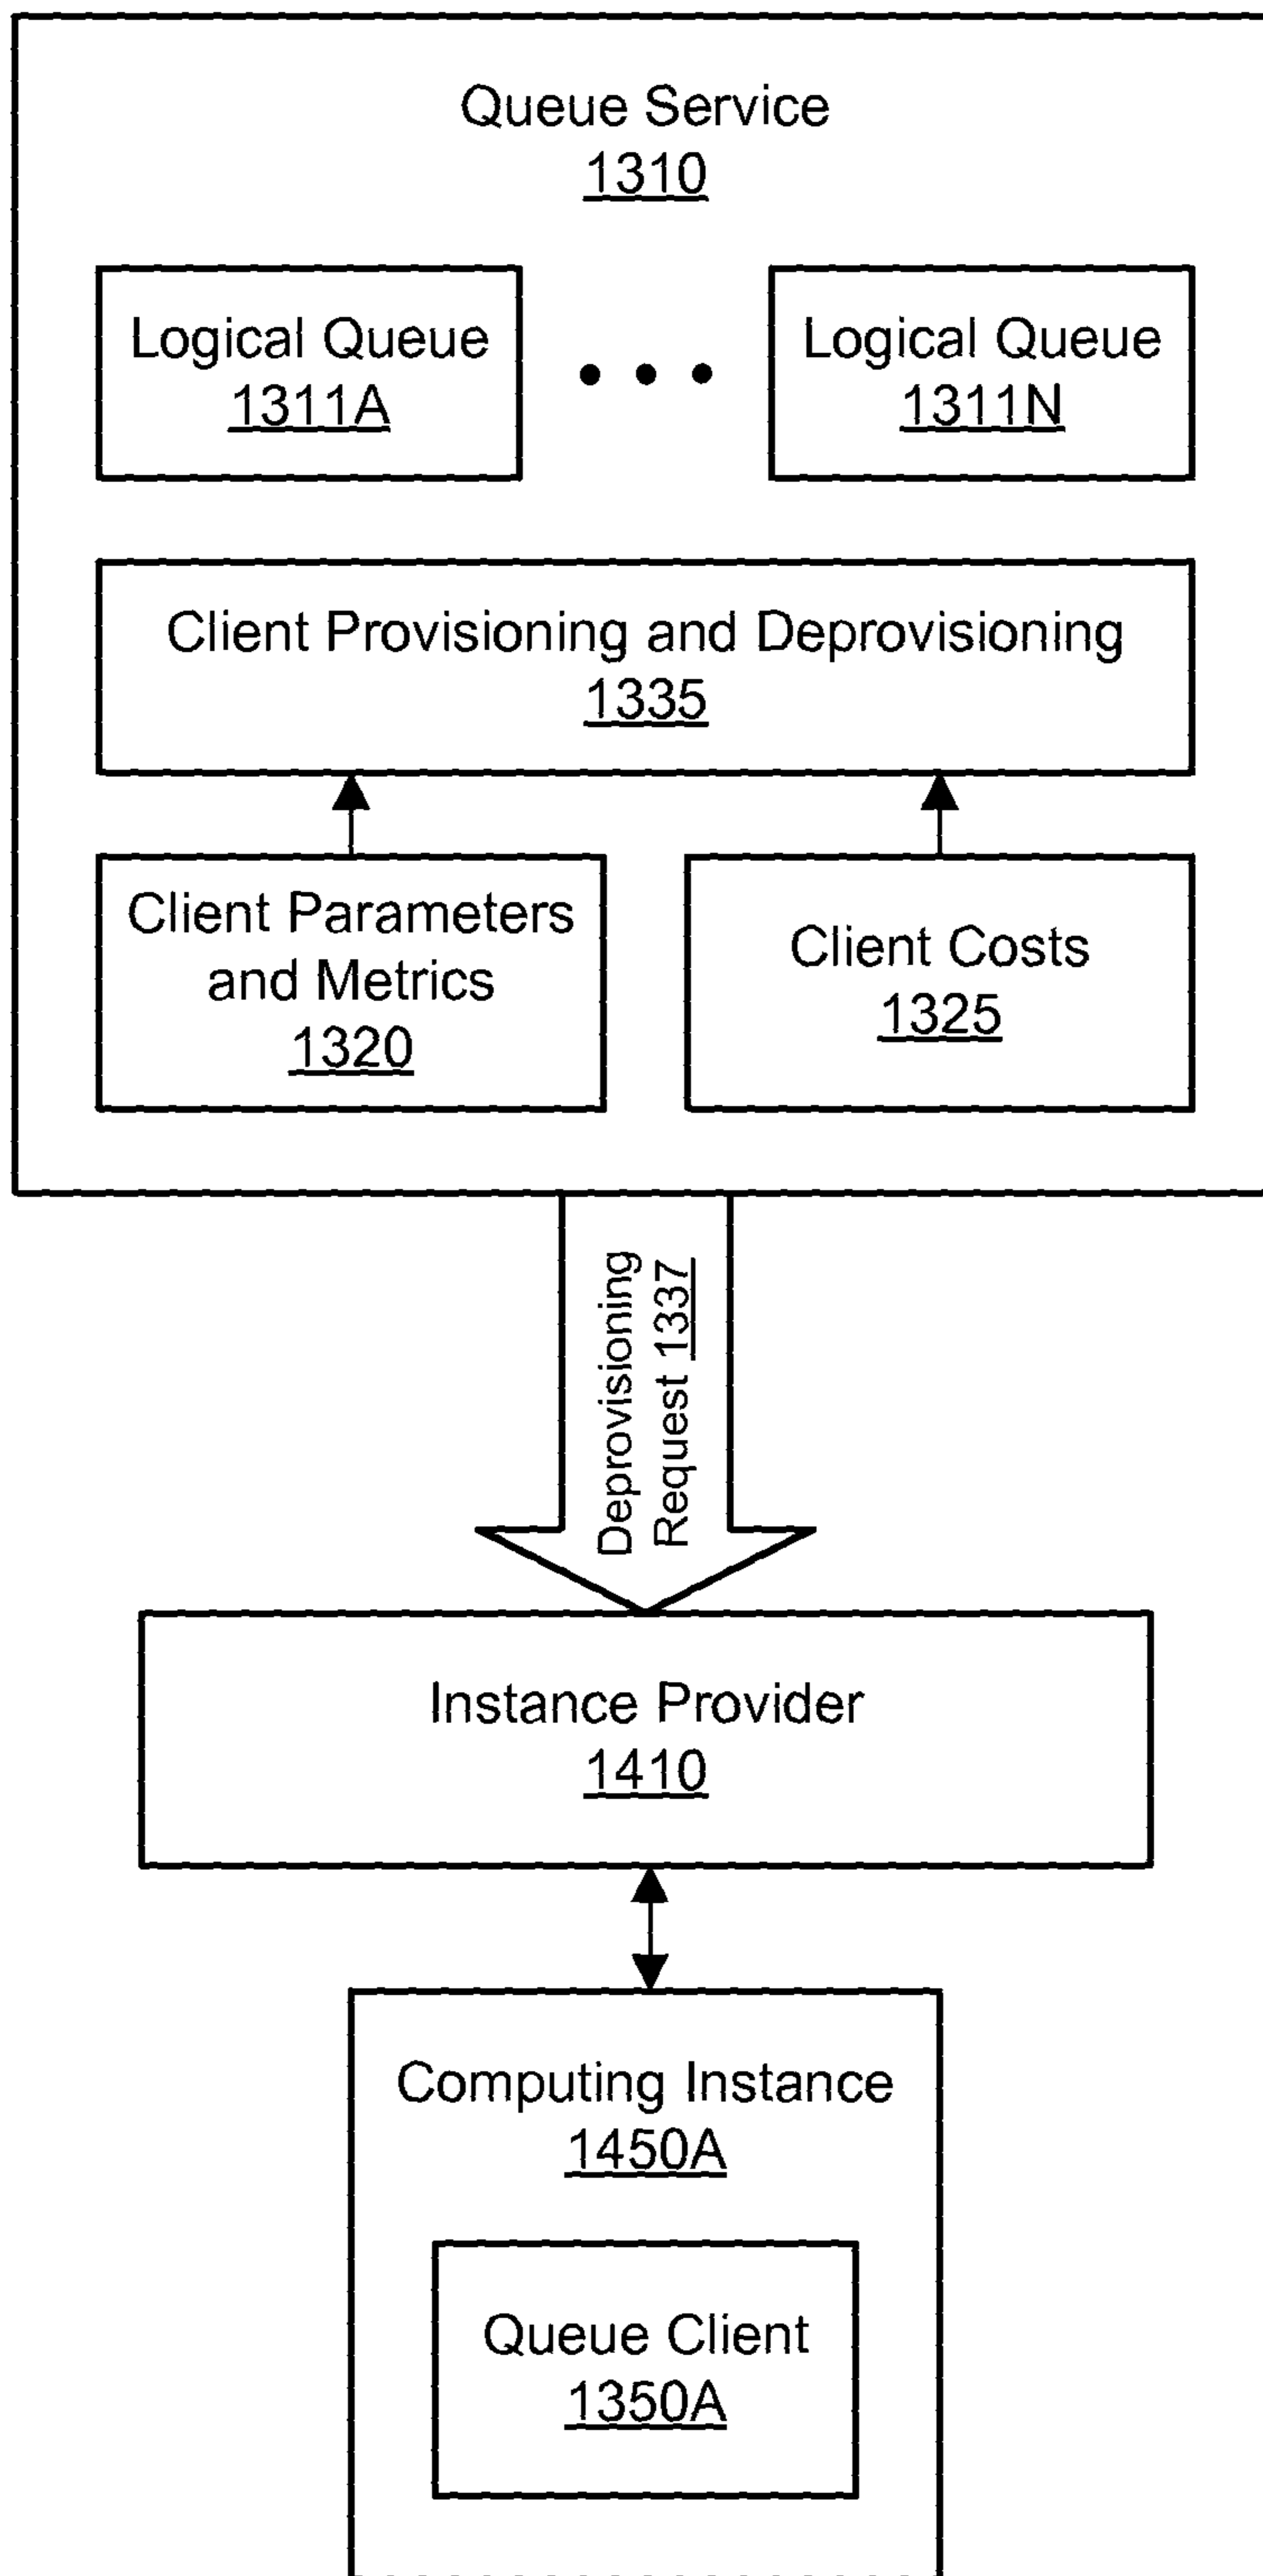 Queue Service
1310
Logical Queue
1311A
Logical Queue
1311N
Client Provisioning and Deprovisioning
1335
Client Parameters
and Metrics
1320
Client Costs
1325
Deprovisioning
Request 1337
Instance Provider
1410
Computing Instance
1450A
Queue Client
1350A